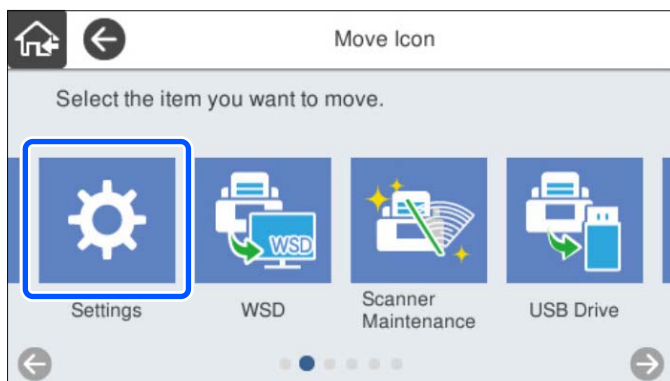 Move Icon
Select the item you want to move.
WSD
Settings
WSD
Scanner
Maintenance
USB Drive